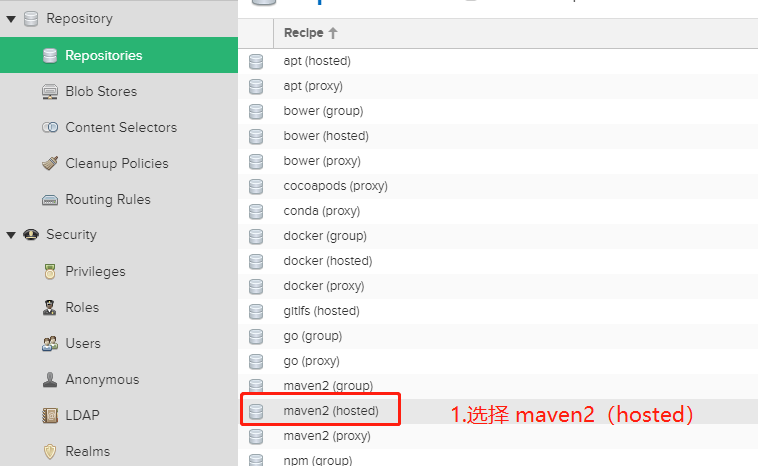 Repository
Repositories
Blob Stores
Content Selectors
Cleanup Policies
Routing Rules
Security
Privileges
Roles
Users
Anonymous
LDAP
Realms
Recipe
apt (hosted)
apt (proxy)
bower (group)
bower (hosted)
bower (proxy)
cocoapods (proxy)
conda (proxy)
docker (group)
docker (hosted)
docker (proxy)
gitlfs (hosted)
go (group)
go (proxy)
maven2 (group)
maven2 (hosted)
1.选择 maven2（hosted）
maven2 (proxy)
npm (group)